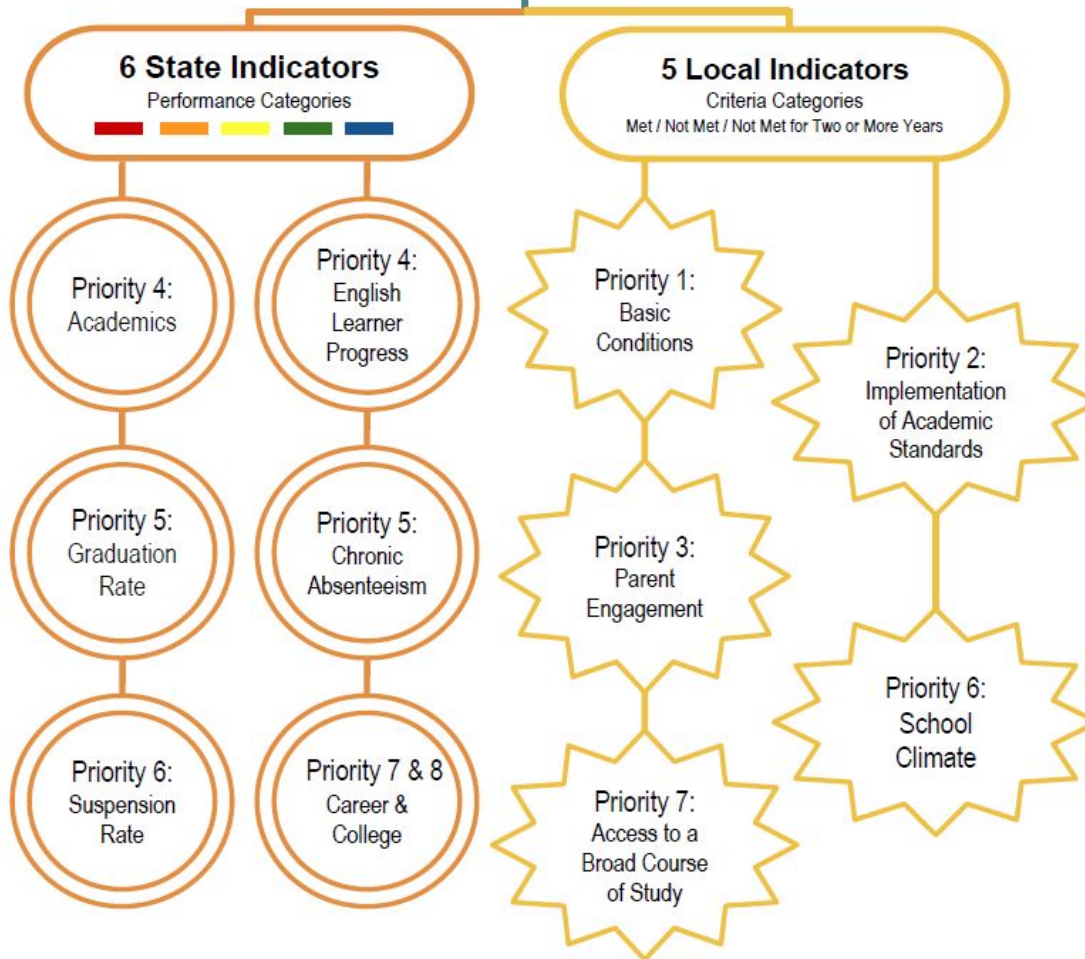 6 State Indicators
Performance Categories
5 Local Indicators
Criteria Categories
Met / Not Met / Not Met for Two or More Years
Priority 4:
Academics
Priority 4:
English
Learner
Progress
Priority 5:
Graduation
Rate
Priority 5:
Chronic
Absenteeism
Priority 6:
Suspension
Rate
Priority 7 & 8
Career &
College
Priority 1:
Basic
Conditions
Priority 2:
Implementation
of Academic
Standards
Priority 3:
Parent
Engagement
Priority 6:
School
Climate
Priority 7:
Access to a
Broad Course
of Study